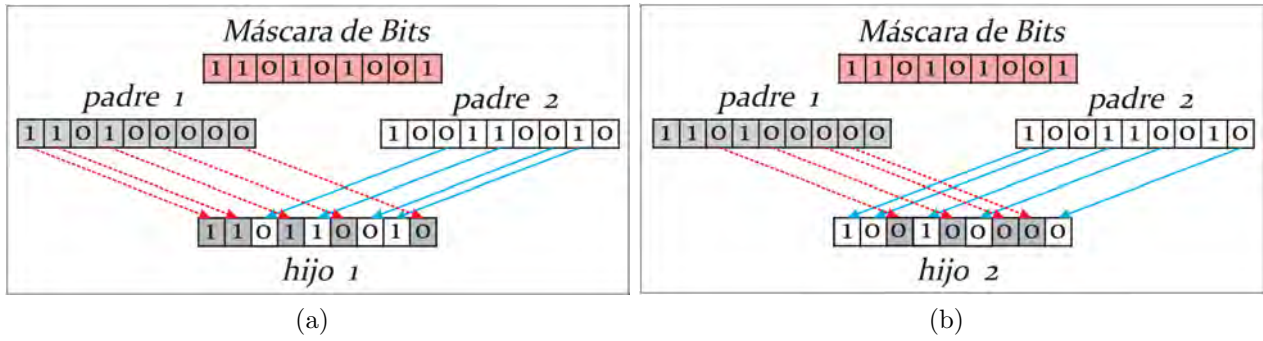 Máscara de Bits
1 1 0 1 0 1 0 0 1
padre 1
padre 2
1 1 0 1 0 0 0 0 0
1 0 0 1 1 0 0 1 0
1 1 0 1 1 0 0 1 0
hijo 1
(a)
Máscara de Bits
1 1 0 1 0 1 0 0 1
padre 1
padre 2
1 1 0 1 0 0 0 0 0
1 0 0 1 1 0 0 1 0
1 0 0 1 0 0 0 0 0
hijo 2
(b)